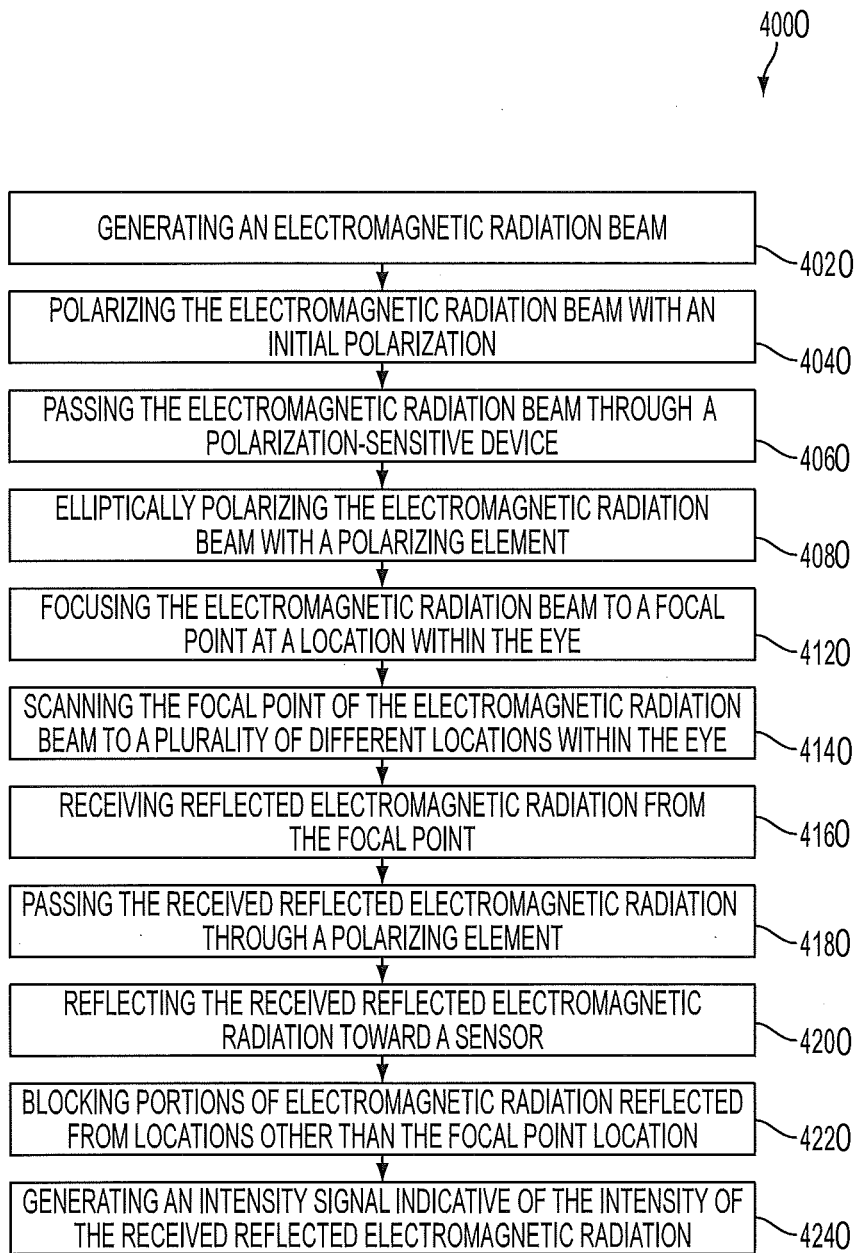 4000
GENERATING AN ELECTROMAGNETIC RADIATION BEAM
4020
POLARIZING THE ELECTROMAGNETIC RADIATION BEAM WITH AN
INITIAL POLARIZATION
4040
PASSING THE ELECTROMAGNETIC RADIATION BEAM THROUGH A
POLARIZATION-SENSITIVE DEVICE
4060
ELLIPTICALLY POLARIZING THE ELECTROMAGNETIC RADIATION
BEAM WITH A POLARIZING ELEMENT
4080
FOCUSING THE ELECTROMAGNETIC RADIATION BEAM TO A FOCAL
POINT AT A LOCATION WITHIN THE EYE
4120
SCANNING THE FOCAL POINT OF THE ELECTROMAGNETIC RADIATION
BEAM TO A PLURALITY OF DIFFERENT LOCATIONS WITHIN THE EYE
4140
RECEIVING REFLECTED ELECTROMAGNETIC RADIATION FROM
THE FOCAL POINT
4160
PASSING THE RECEIVED REFLECTED ELECTROMAGNETIC RADIATION
THROUGH A POLARIZING ELEMENT
4180
REFLECTING THE RECEIVED REFLECTED ELECTROMAGNETIC
RADIATION TOWARD A SENSOR
4200
BLOCKING PORTIONS OF ELECTROMAGNETIC RADIATION REFLECTED
FROM LOCATIONS OTHER THAN THE FOCAL POINT LOCATION
4220
GENERATING AN INTENSITY SIGNAL INDICATIVE OF THE INTENSITY OF
THE RECEIVED REFLECTED ELECTROMAGNETIC RADIATION
4240